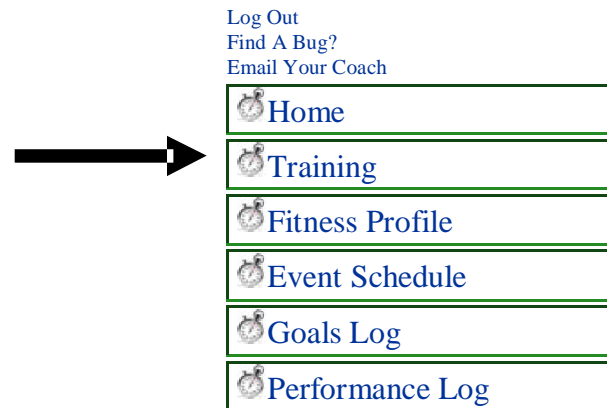 Log Out
Find A Bug?
Email Your Coach
Home
Training
Fitness Profile
Event Schedule
Goals Log
Performance Log